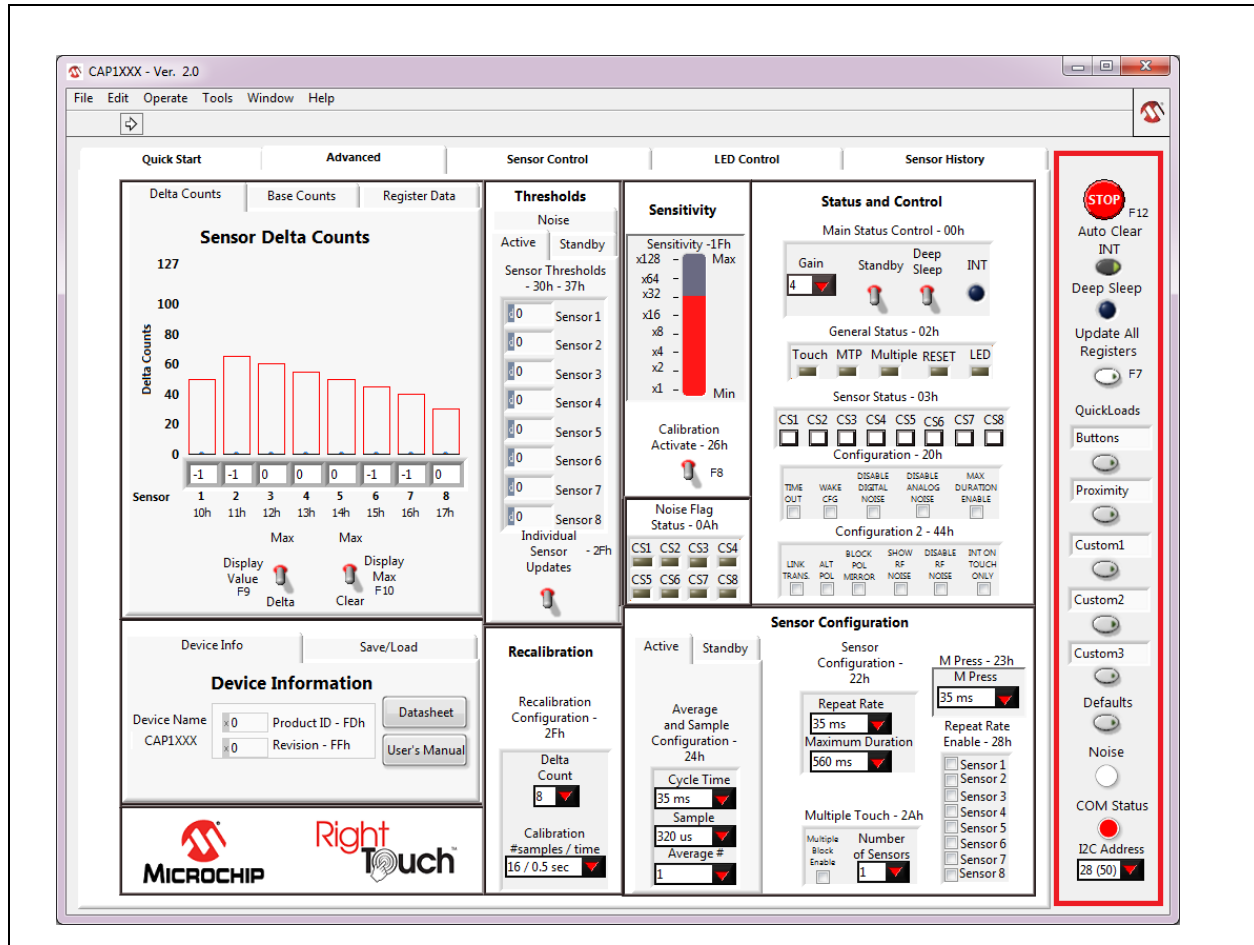 CAP1XXX - Ver. 2.0
File Edit Operate Tools Window Help
Quick Start Advanced Sensor Control LED Control Sensor History
Delta Counts Base Counts Register Data
Sensor Delta Counts
127
100
80
60
40
20
0
Delta Counts
-1 -1 0 0 0 -1 -1 0
Sensor 1 2 3 4 5 6 7 8
10h 11h 12h 13h 14h 15h 16h 17h
Max Max
Display
Value
F9
Delta
Display
Max
F10
Clear
Thresholds
Noise
Active Standby
Sensor Thresholds
- 30h - 37h
d 0 Sensor 1
d 0 Sensor 2
d 0 Sensor 3
d 0 Sensor 4
d 0 Sensor 5
d 0 Sensor 6
d 0 Sensor 7
d 0 Sensor 8
Individual
Sensor - 2Fh
Updates
Sensitivity
Sensitivity -1Fh
x128 Max
x64
x32
x16
x8
x4
x2
x1 Min
Calibration
Activate - 26h
F8
Noise Flag
Status - 0Ah
CS1 CS2 CS3 CS4
CS5 CS6 CS7 CS8
Status and Control
Main Status Control - 00h
Gain Standby Deep Sleep INT
4
General Status - 02h
Touch MTP Multiple RESET LED
Sensor Status - 03h
CS1 CS2 CS3 CS4 CS5 CS6 CS7 CS8
Configuration - 20h
TIME OUT WAKE CFG DISABLE DIGITAL NOISE DISABLE ANALOG NOISE MAX DURATION ENABLE
Configuration 2 - 44h
LINK TRANS. ALT POL BLOCK POL MIRROR SHOW RF NOISE DISABLE RF NOISE INT ON TOUCH ONLY
Device Info Save/Load
Device Information
Device Name
CAP1XXX
x 0 Product ID - FDh
x 0 Revision - FFh
Datasheet
User's Manual
MICROCHIP
Right
Touch™
Recalibration
Recalibration
Configuration -
2Fh
Delta
Count
8
Calibration
#samples / time
16 / 0.5 sec
Sensor Configuration
Active Standby
Average
and Sample
Configuration -
24h
Cycle Time
35 ms
Sample
320 us
Average #
1
Sensor
Configuration -
22h
Repeat Rate
35 ms
Maximum Duration
560 ms
Multiple Touch - 2Ah
Multiple
Block
Enable
Number
of Sensors
1
M Press - 23h
M Press
35 ms
Repeat Rate
Enable - 28h
Sensor 1
Sensor 2
Sensor 3
Sensor 4
Sensor 5
Sensor 6
Sensor 7
Sensor 8
STOP
F12
Auto Clear
INT
Deep Sleep
Update All
Registers
F7
QuickLoads
Buttons
Proximity
Custom1
Custom2
Custom3
Defaults
Noise
COM Status
I2C Address
28 (50)